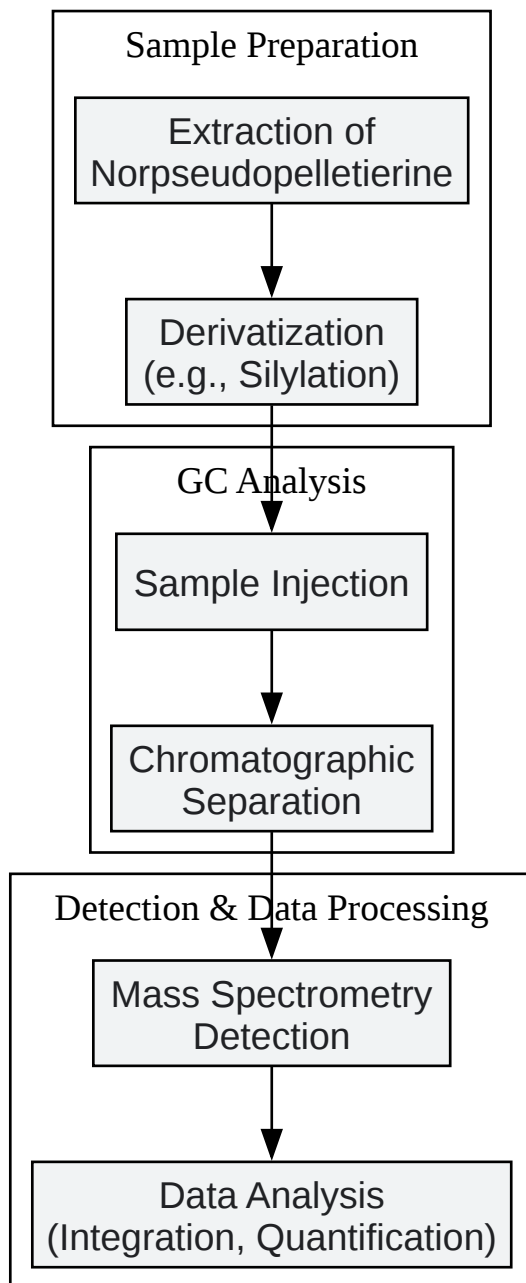 Sample Preparation
Extraction of
Norpseudopelletierine
Derivatization
(e.g., Silylation)
GC Analysis
Sample Injection
Chromatographic
Separation
Detection & Data Processing
Mass Spectrometry
Detection
Data Analysis
(Integration, Quantification)